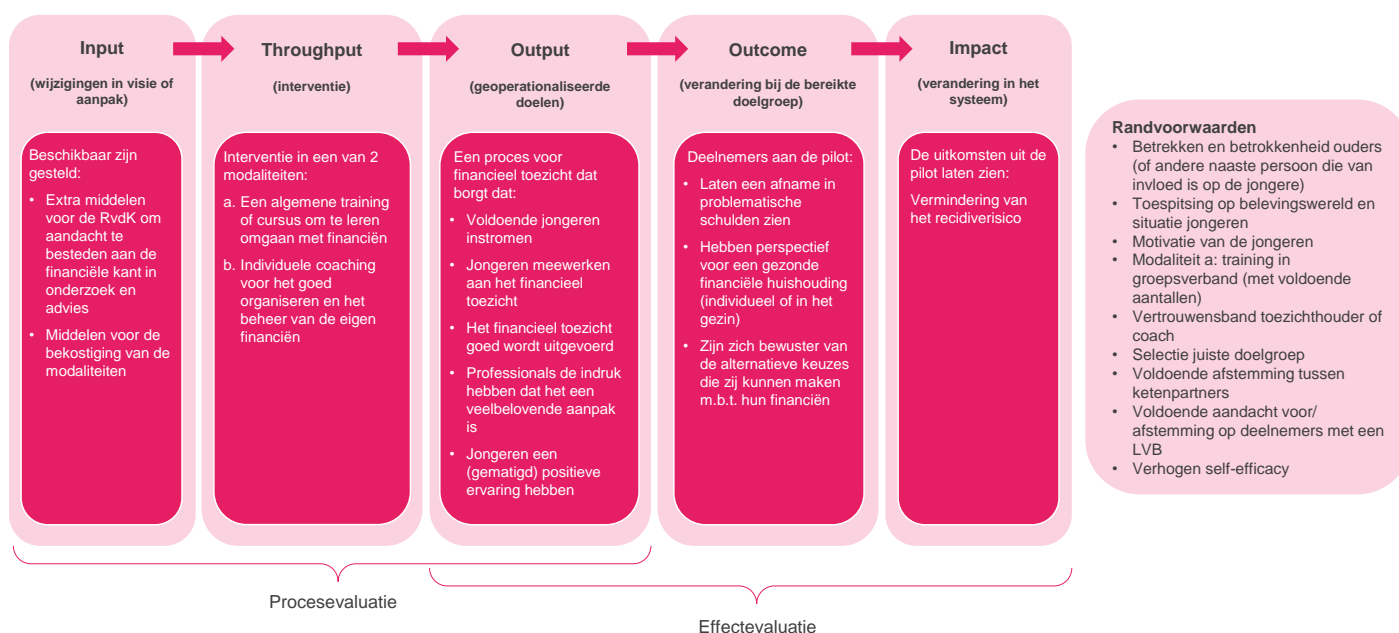 Input
(wijzigingen in visie of
aanpak)
Beschikbaar zijn
gesteld:
• Extra middelen
voor de RvdK om
aandacht te
besteden aan de
financiële kant in
onderzoek en
advies
• Middelen voor de
bekostiging van de
modaliteiten
Throughput
(interventie)
Interventie in een van 2
modaliteiten:
a. Een algemene training
of cursus om te leren
omgaan met financiën
b. Individuele coaching
voor het goed
organiseren en het
beheer van de eigen
financiën
Output
(geoperationaliseerde
doelen)
Een proces voor
financieel toezicht dat
borgt dat:
• Voldoende jongeren
instromen
• Jongeren meewerken
aan het financieel
toezicht
• Het financieel toezicht
goed wordt uitgevoerd
• Professionals de indruk
hebben dat het een
veelbelovende aanpak
is
• Jongeren een
(gematigd) positieve
ervaring hebben
Outcome
(verandering bij de bereikte
doelgroep)
Deelnemers aan de pilot:
• Laten een afname in
problematische
schulden zien
• Hebben perspectief
voor een gezonde
financiële huishouding
(individueel of in het
gezin)
• Zijn zich bewuster van
de alternatieve keuzes
die zij kunnen maken
m.b.t. hun financiën
Impact
(verandering in het
systeem)
De uitkomsten uit de
pilot laten zien:
Vermindering van
het recidiverisico
Randvoorwaarden
• Betrekken en betrokkenheid ouders
(of andere naaste persoon die van
invloed is op de jongere)
• Toespitsing op belevingswereld en
situatie jongeren
• Motivatie van de jongeren
• Modaliteit a: training in
groepsverband (met voldoende
aantallen)
• Vertrouwensband toezichthouder of
coach
• Selectie juiste doelgroep
• Voldoende afstemming tussen
ketenpartners
• Voldoende aandacht voor/
afstemming op deelnemers met een
LVB
• Verhogen self-efficacy
Procesevaluatie
Effectevaluatie